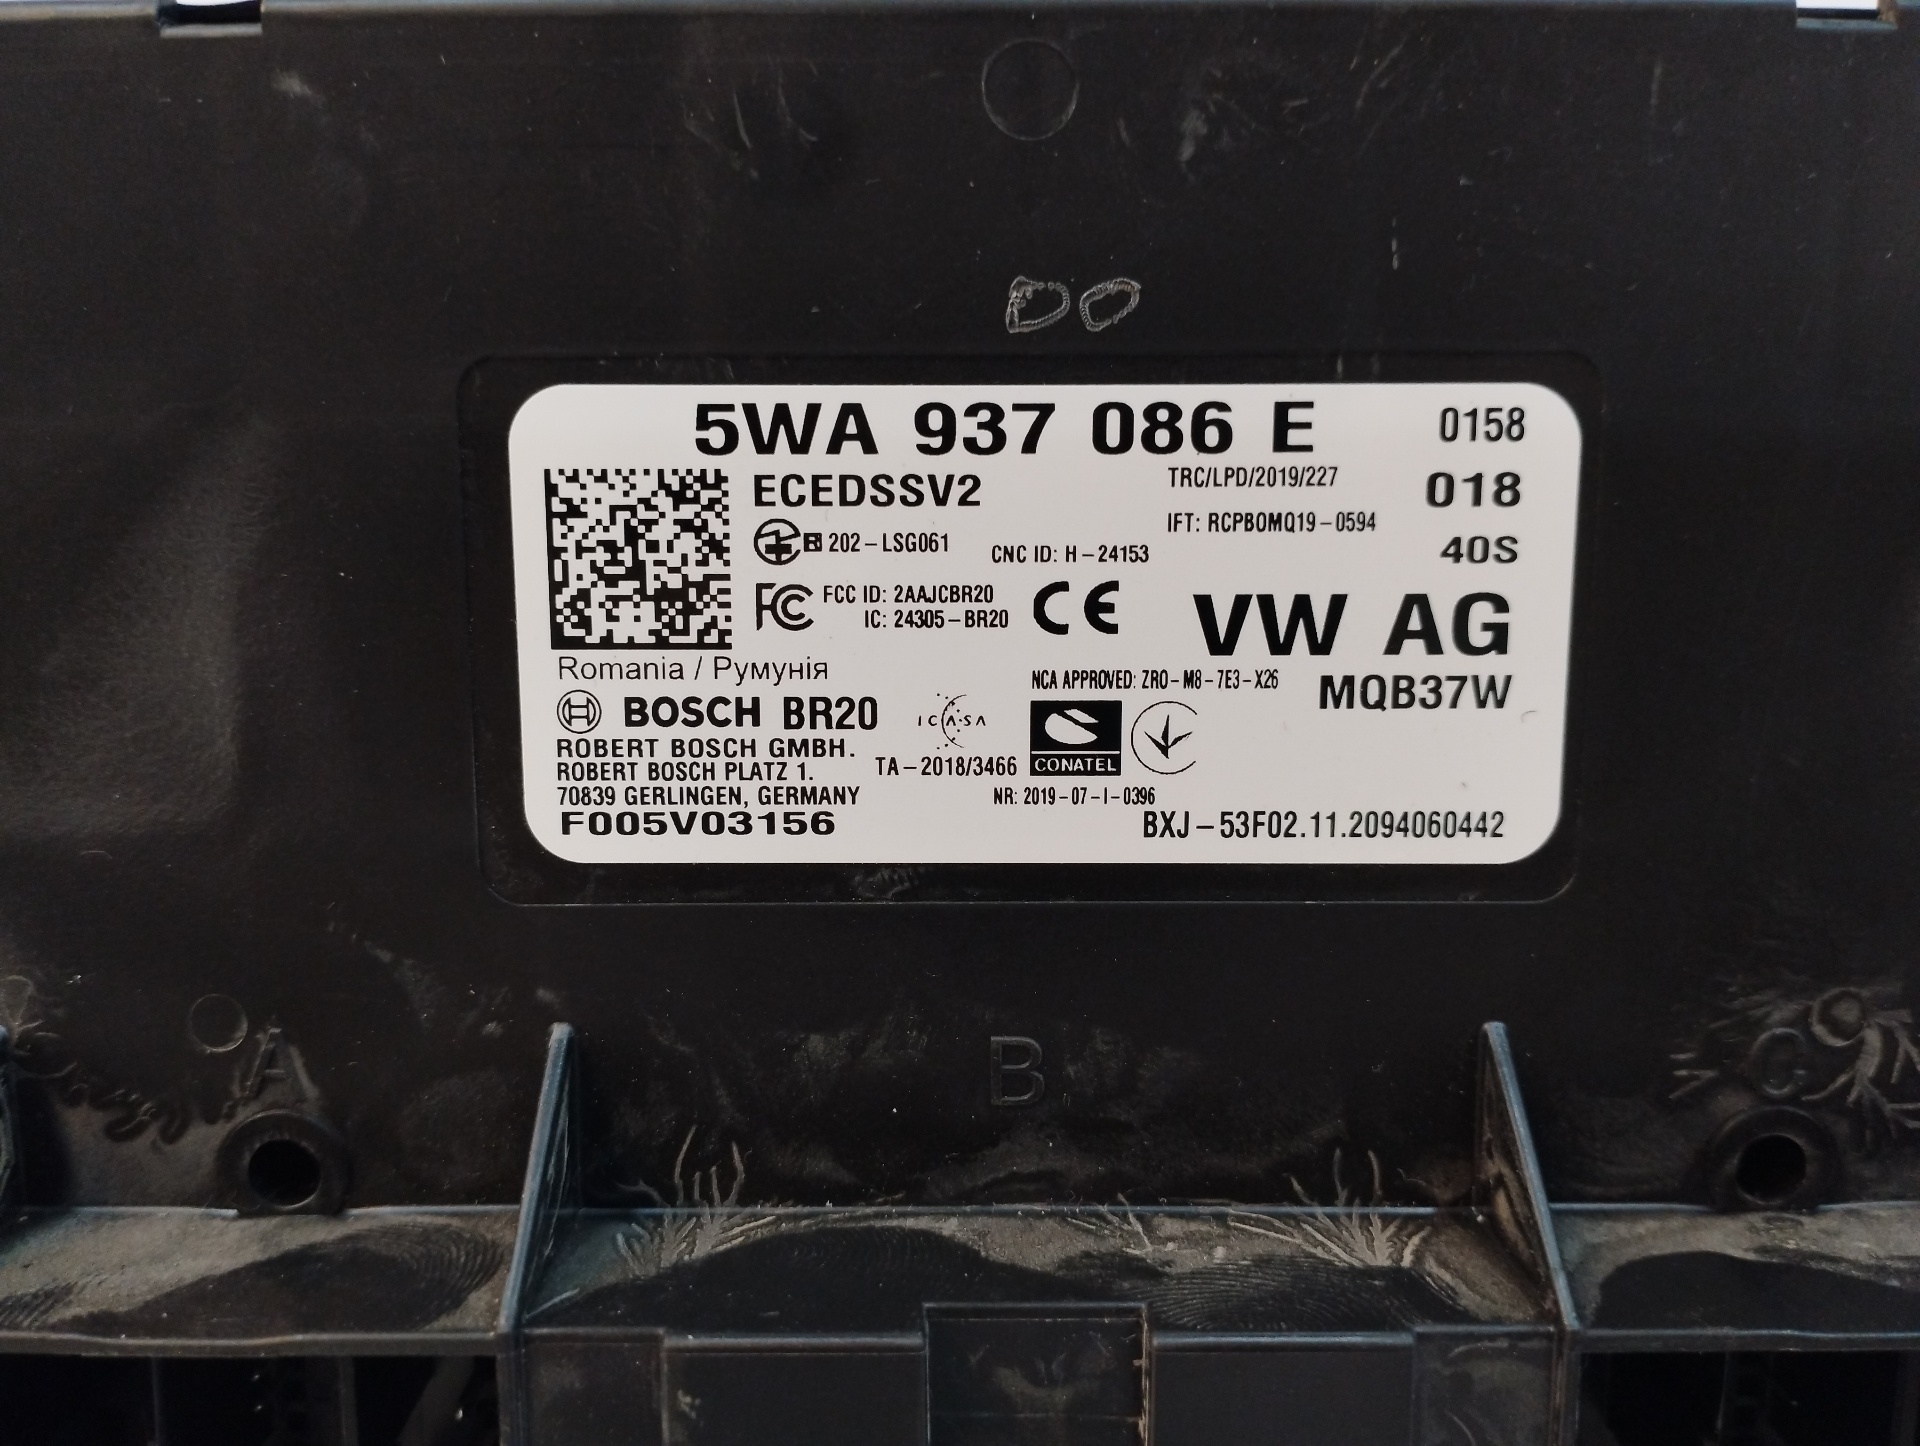 DO
5WA 937 086 E 0158
ECEDSSV2 TRC/LPD/2019/227 018
IFT: RCPBOMQ19-0594
R 202-LSG061 CNC ID: H-24153 40S
FC FCC ID: 2AAJCBR20 CE VW AG
IC: 24305-BR20
Romania / Румунія NCA APPROVED: ZRO-M8-7E3-X26 MQB37W
H BOSCH BR20 ICASA
ROBERT BOSCH GMBH.
ROBERT BOSCH PLATZ 1. TA-2018/3466 CONATEL
70839 GERLINGEN, GERMANY NR: 2019-07-I-0396
F005V03156 BXJ-53F02.11.2094060442
A B C